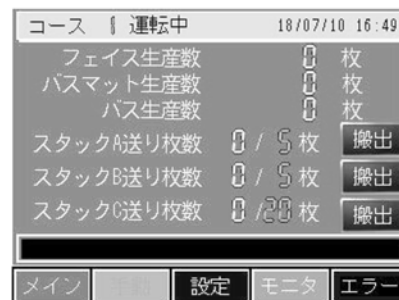 コース 1 運転中 18/07/10 16:49
フェイス生産数 0 枚
バスマット生産数 0 枚
バス生産数 0 枚
スタックA送り枚数 0 / 5 枚 搬出
スタックB送り枚数 0 / 5 枚 搬出
スタックC送り枚数 0 /20 枚 搬出
メイン 手動 設定 モニタ エラー